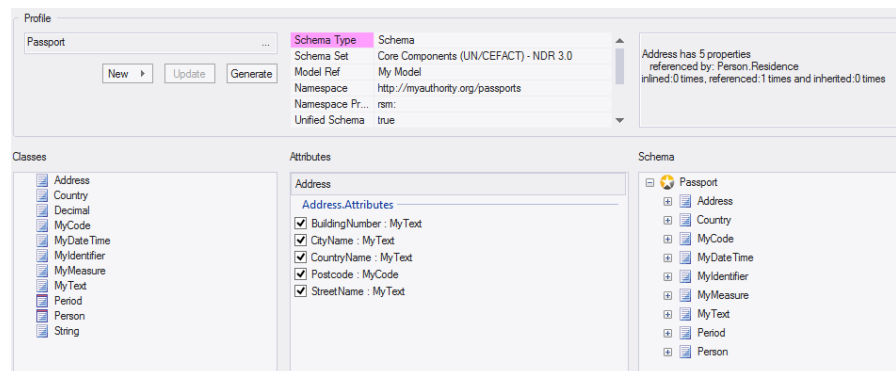 Profile
Passport ...
New Update Generate
Schema Type Schema
Schema Set Core Components (UN/CEFACT) - NDR 3.0
Model Ref My Model
Namespace http://myauthority.org/passports
Namespace Pr... rsm:
Unified Schema true
Address has 5 properties
referenced by: Person.Residence
inlined:0 times, referenced:1 times and inherited:0 times
Classes
Address
Country
Decimal
MyCode
MyDateTime
MyIdentifier
MyMeasure
MyText
Period
Person
String
Attributes
Address
Address.Attributes
BuildingNumber : MyText
CityName : MyText
CountryName : MyText
Postcode : MyCode
StreetName : MyText
Schema
Passport
Address
Country
MyCode
MyDateTime
MyIdentifier
MyMeasure
MyText
Period
Person